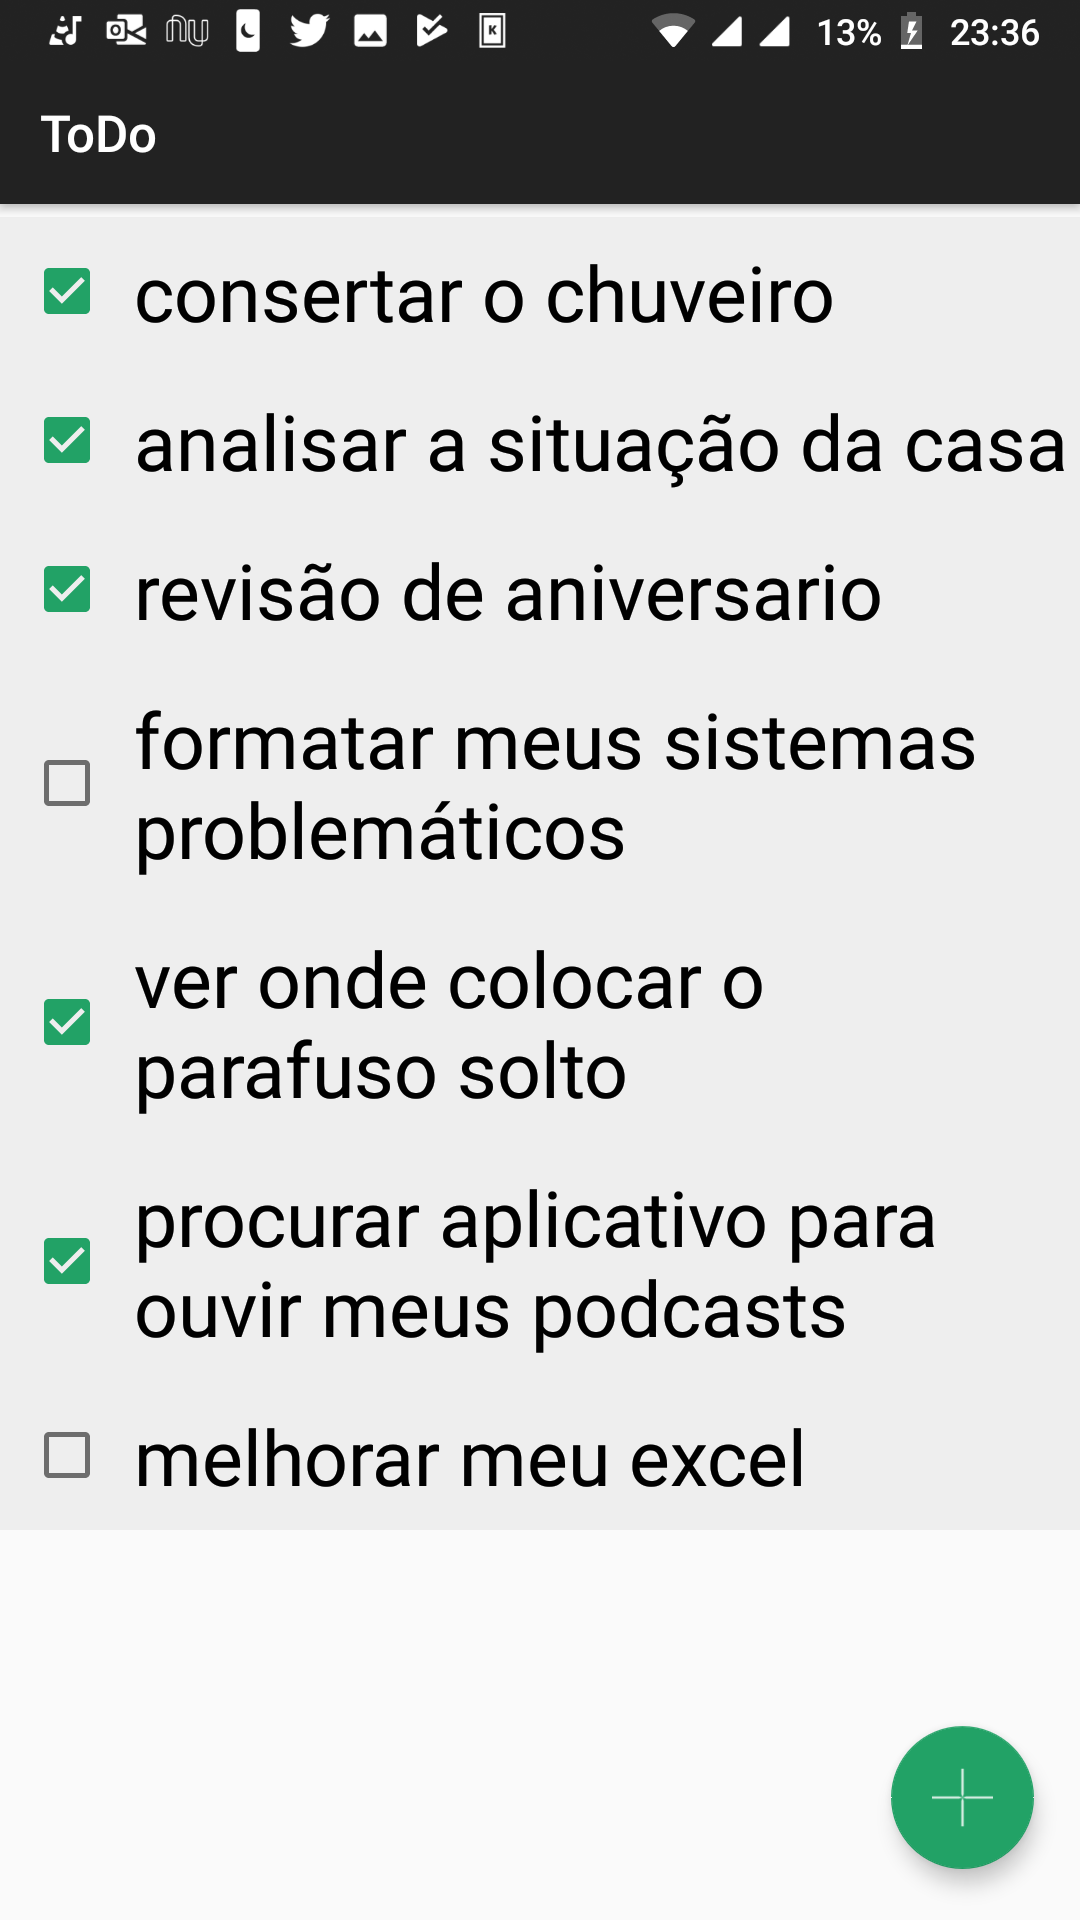 13% 23:36
ToDo
consertar o chuveiro
analisar a situação da casa
revisão de aniversario
formatar meus sistemas
problemáticos
ver onde colocar o
parafuso solto
procurar aplicativo para
ouvir meus podcasts
melhorar meu excel